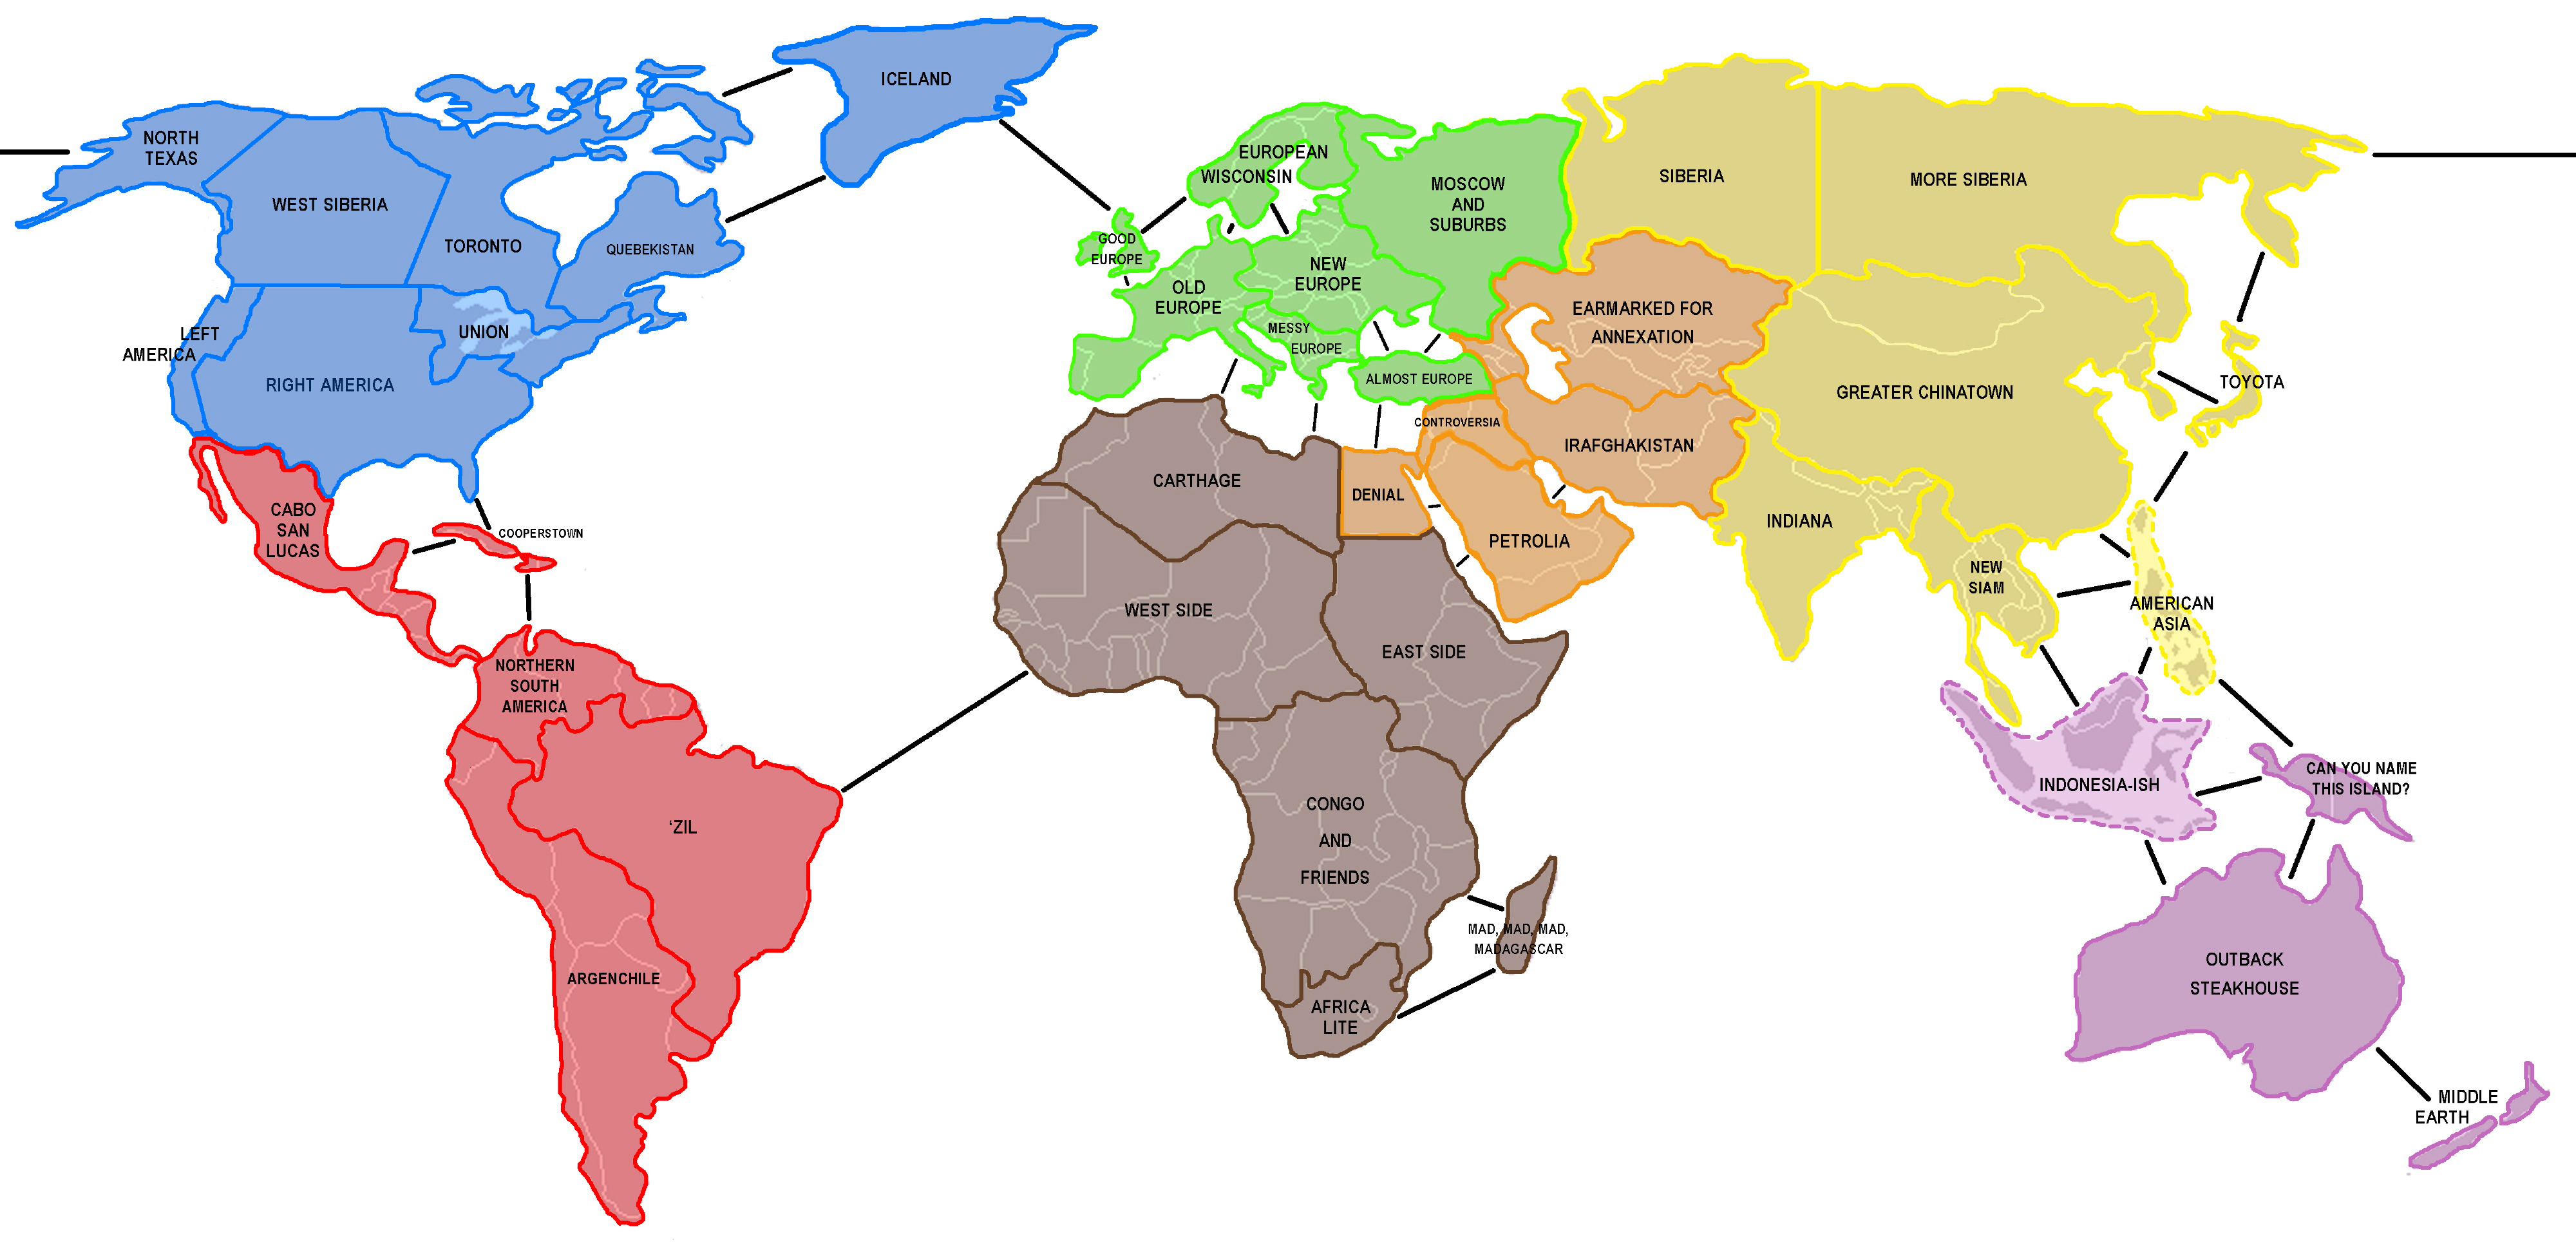 ICELAND
NORTH
TEXAS
WEST SIBERIA
TORONTO
QUEBEKISTAN
LEFT
AMERICA
UNION
RIGHT AMERICA
CABO
SAN
LUCAS
COOPERSTOWN
NORTHERN
SOUTH
AMERICA
‘ZIL
ARGENCHILE
EUROPEAN
WISCONSIN
MOSCOW
AND
SUBURBS
GOOD
EUROPE
OLD
EUROPE
NEW
EUROPE
MESSY
EUROPE
ALMOST EUROPE
CARTHAGE
WEST SIDE
EAST SIDE
CONGO
AND
FRIENDS
MAD, MAD, MAD,
MADAGASCAR
AFRICA
LITE
EARMARKED FOR
ANNEXATION
CONTROVERSIA
IRAFGHAKISTAN
DENIAL
PETROLIA
SIBERIA
MORE SIBERIA
GREATER CHINATOWN
TOYOTA
INDIANA
NEW
SIAM
AMERICAN
ASIA
INDONESIA-ISH
CAN YOU NAME
THIS ISLAND?
OUTBACK
STEAKHOUSE
MIDDLE
EARTH